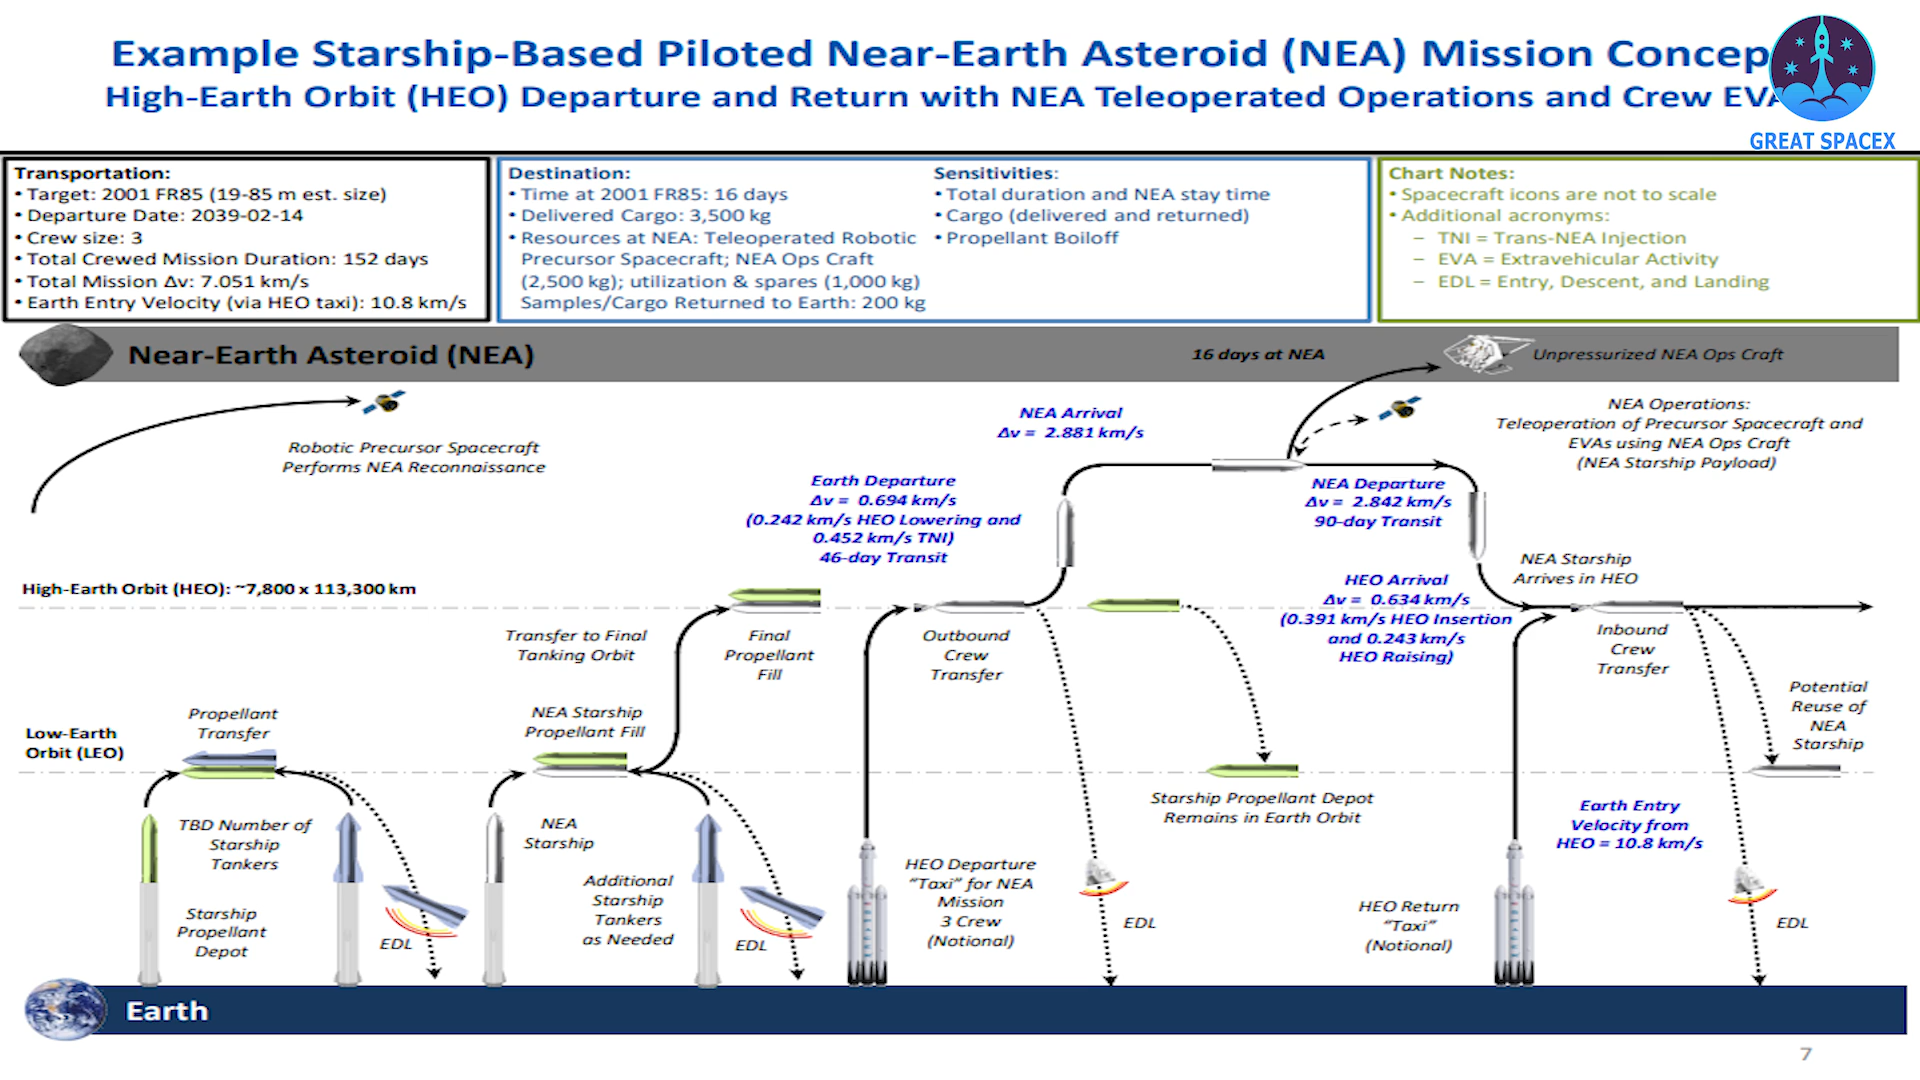 Example Starship-Based Piloted Near-Earth Asteroid (NEA) Mission Concep
High-Earth Orbit (HEO) Departure and Return with NEA Teleoperated Operations and Crew EVA
GREAT SPACEX
Transportation:
• Target: 2001 FR85 (19-85 m est. size)
• Departure Date: 2039-02-14
• Crew size: 3
• Total Crewed Mission Duration: 152 days
• Total Mission Δv: 7.051 km/s
• Earth Entry Velocity (via HEO taxi): 10.8 km/s
Destination:
• Time at 2001 FR85: 16 days
• Delivered Cargo: 3,500 kg
• Resources at NEA: Teleoperated Robotic
Precursor Spacecraft; NEA Ops Craft
(2,500 kg); utilization & spares (1,000 kg)
Samples/Cargo Returned to Earth: 200 kg
Sensitivities:
• Total duration and NEA stay time
• Cargo (delivered and returned)
• Propellant Boiloff
Chart Notes:
• Spacecraft icons are not to scale
• Additional acronyms:
– TNI = Trans-NEA Injection
– EVA = Extravehicular Activity
– EDL = Entry, Descent, and Landing
Near-Earth Asteroid (NEA)
16 days at NEA
Unpressurized NEA Ops Craft
Robotic Precursor Spacecraft
Performs NEA Reconnaissance
NEA Arrival
Δv = 2.881 km/s
NEA Operations:
Teleoperation of Precursor Spacecraft and
EVAs using NEA Ops Craft
(NEA Starship Payload)
Earth Departure
Δv = 0.694 km/s
(0.242 km/s HEO Lowering and
0.452 km/s TNI)
46-day Transit
NEA Departure
Δv = 2.842 km/s
90-day Transit
NEA Starship
Arrives in HEO
High-Earth Orbit (HEO): ~7,800 x 113,300 km
HEO Arrival
Δv = 0.634 km/s
(0.391 km/s HEO Insertion
and 0.243 km/s
HEO Raising)
Transfer to Final
Tanking Orbit
Final
Propellant
Fill
Outbound
Crew
Transfer
Inbound
Crew
Transfer
Potential
Reuse of
NEA
Starship
Low-Earth
Orbit (LEO)
Propellant
Transfer
NEA Starship
Propellant Fill
Starship Propellant Depot
Remains in Earth Orbit
Earth Entry
Velocity from
HEO = 10.8 km/s
TBD Number of
Starship
Tankers
Starship
Propellant
Depot
EDL
NEA
Starship
Additional
Starship
Tankers
as Needed
EDL
HEO Departure
“Taxi” for NEA
Mission
3 Crew
(Notional)
EDL
HEO Return
“Taxi”
(Notional)
EDL
Earth
7